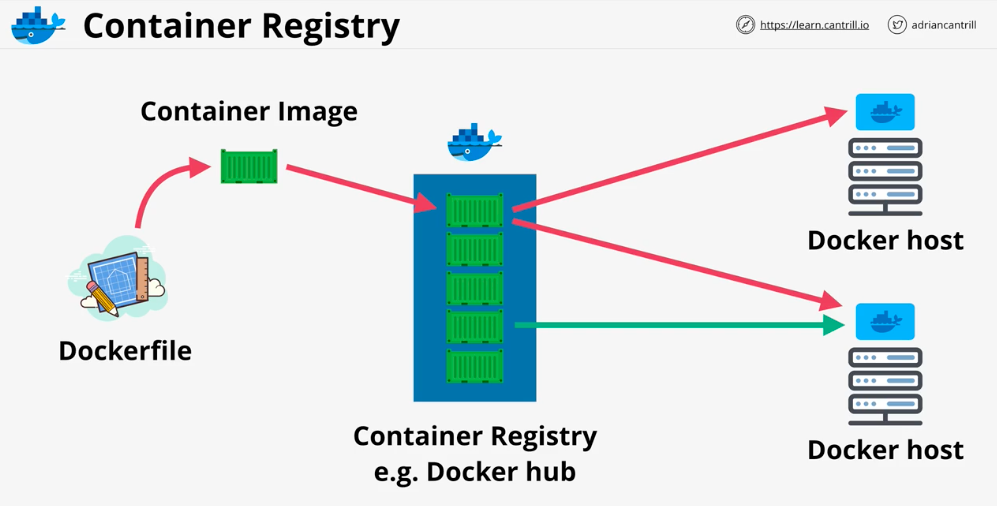 Container Registry
https://learn.cantrill.io
adriancantrill
Container Image
Docker host
Dockerfile
Container Registry
e.g. Docker hub
Docker host